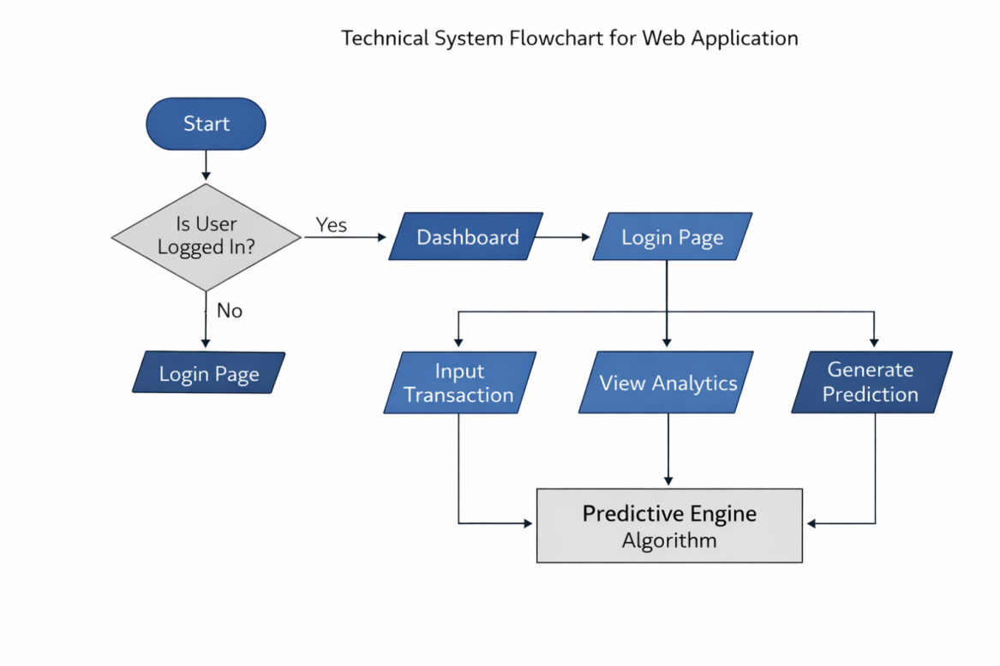 Technical System Flowchart for Web Application
Start
Is User
Logged In?
Yes
Dashboard
Login Page
No
Login Page
Input
Transaction
View Analytics
Generate
Prediction
Predictive Engine
Algorithm